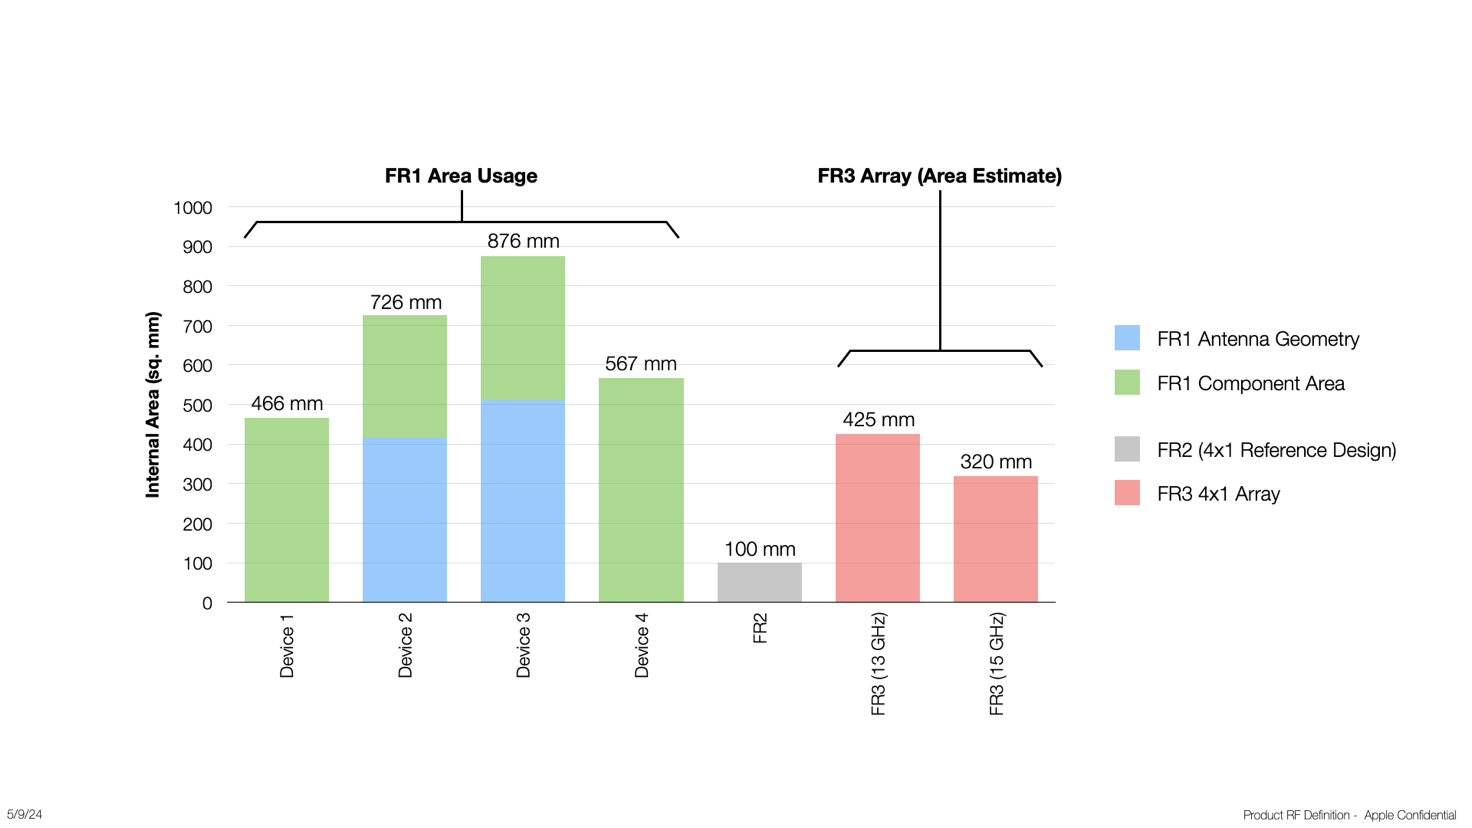 FR1 Area Usage
FR3 Array (Area Estimate)
1000
900
800
700
600
500
400
300
200
100
0
Internal Area (sq. mm)
466 mm
726 mm
876 mm
567 mm
100 mm
425 mm
320 mm
Device 1
Device 2
Device 3
Device 4
FR2
FR3 (13 GHz)
FR3 (15 GHz)
FR1 Antenna Geometry
FR1 Component Area
FR2 (4x1 Reference Design)
FR3 4x1 Array
5/9/24
Product RF Definition - Apple Confidential